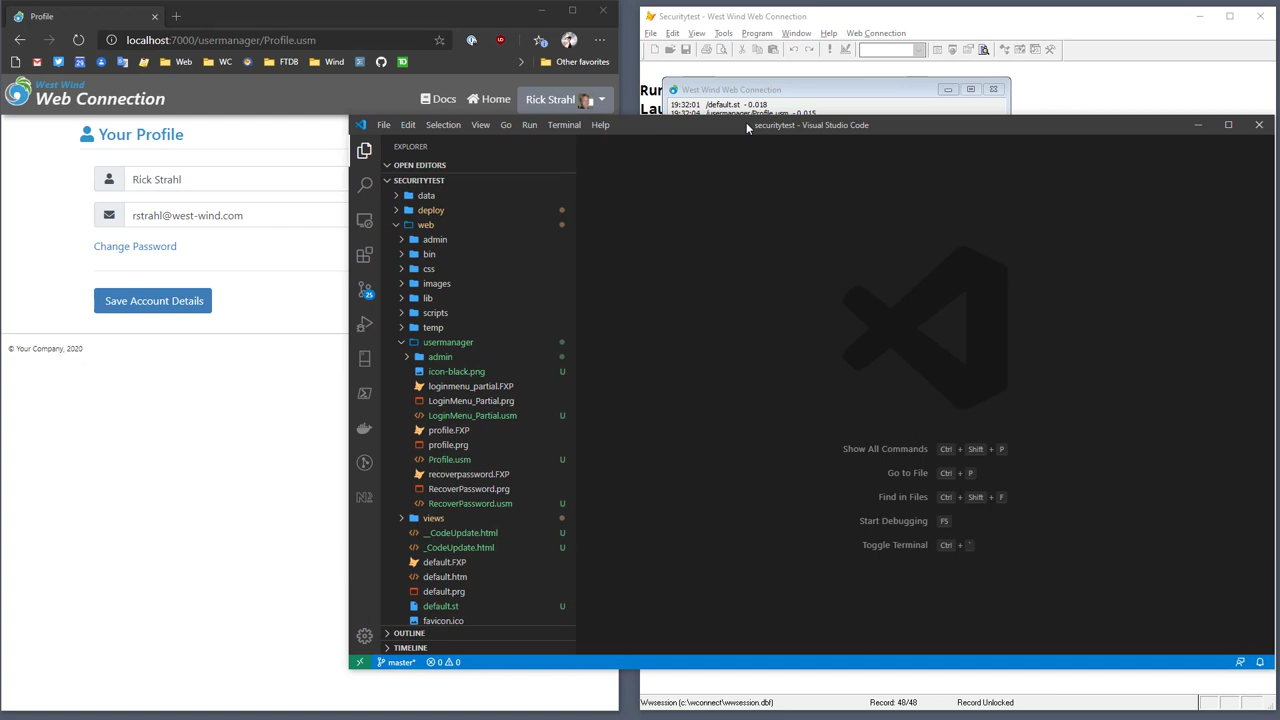 Profile
localhost:7000/usermanager/Profile.usm
Web
WC
FTDB
Wind
Other favorites
West Wind
Web Connection
Docs
Home
Rick Strahl
Your Profile
Rick Strahl
rstrahl@west-wind.com
Change Password
Save Account Details
© Your Company, 2020
Securitytest - West Wind Web Connection
File Edit View Tools Program Window Help Web Connection
West Wind Web Connection
19:32:01 /default.st - 0.018
19:32:04 /usermanager/Profile.usm - 0.015
File Edit Selection View Go Run Terminal Help
securitytest - Visual Studio Code
EXPLORER
OPEN EDITORS
SECURITYTEST
data
deploy
web
admin
bin
css
images
lib
scripts
temp
usermanager
admin
icon-black.png U
loginmenu_partial.FXP
LoginMenu_Partial.prg
LoginMenu_Partial.usm U
profile.FXP
profile.prg
Profile.usm U
recoverpassword.FXP
RecoverPassword.prg
RecoverPassword.usm U
views
__CodeUpdate.html U
_CodeUpdate.html U
default.FXP
default.htm
default.prg
default.st U
favicon.ico
OUTLINE
TIMELINE
25
Show All Commands Ctrl + Shift + P
Go to File Ctrl + P
Find in Files Ctrl + Shift + F
Start Debugging F5
Toggle Terminal Ctrl + `
master* 0 0
Wwsession (c:\wconnect\wwsession.dbf) Record: 48/48 Record Unlocked